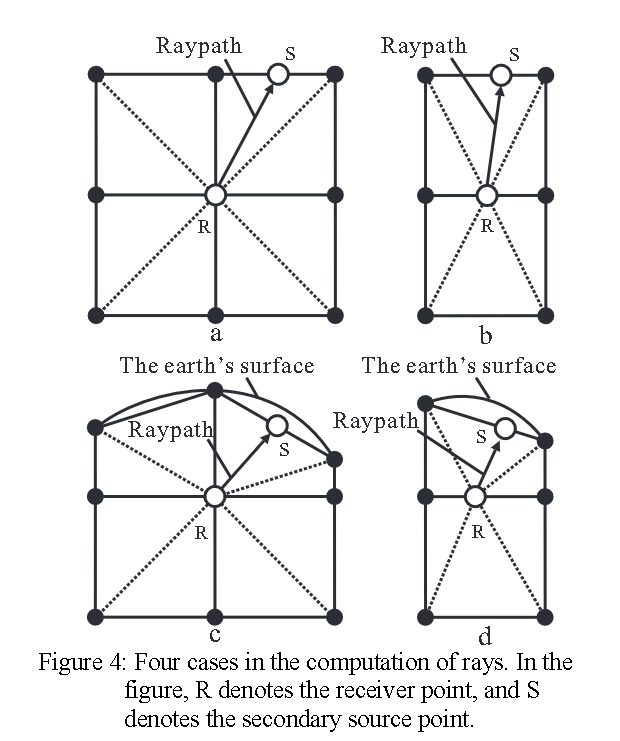 Raypath
S
Raypath
S
R
R
a
b
The earth's surface
The earth's surface
Raypath
S
Raypath
S
R
R
c
d
Figure 4: Four cases in the computation of rays. In the
figure, R denotes the receiver point, and S
denotes the secondary source point.